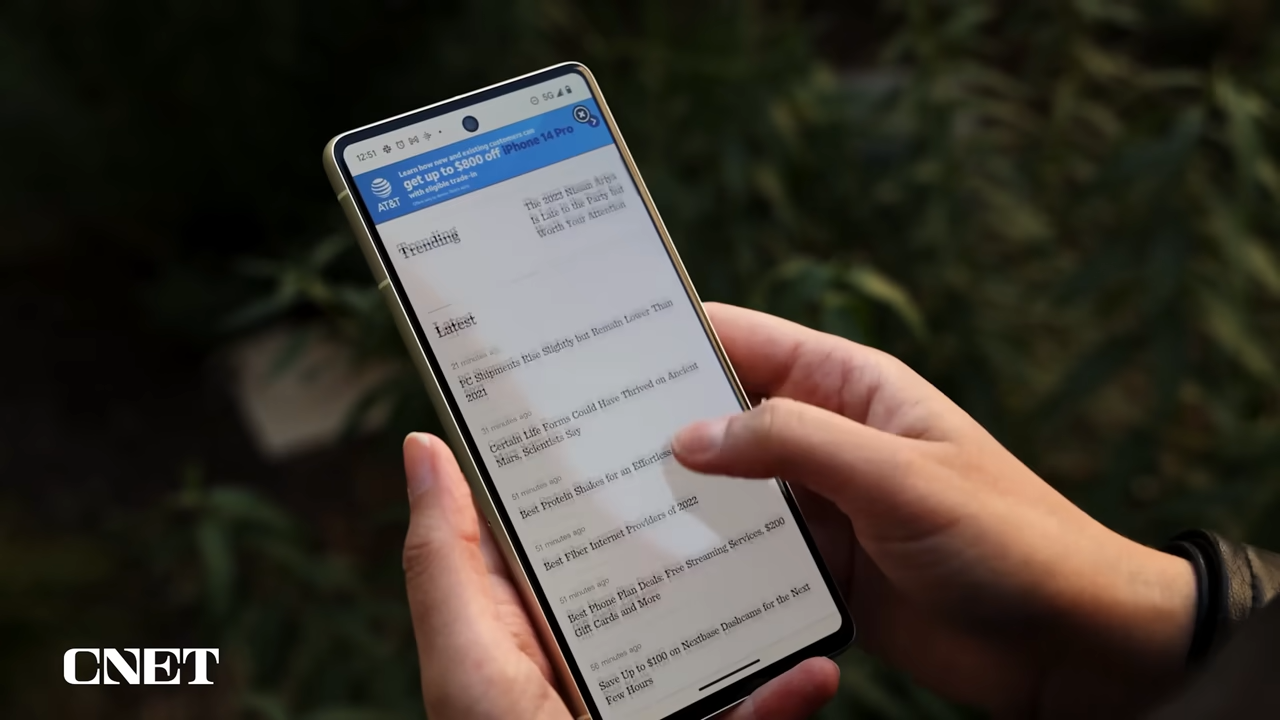 12:51
5G
Learn how new and existing customers can
get up to $800 off iPhone 14 Pro
with eligible trade-in
AT&T
Trending
The 2023 Nissan Ariya
Is Late to the Party but
Worth Your Attention
Latest
21 minutes ago
PC Shipments Rise Slightly but Remain Lower Than
2021
31 minutes ago
Certain Life Forms Could Have Thrived on Ancient
Mars, Scientists Say
51 minutes ago
Best Protein Shakes for an Effortless
51 minutes ago
Best Fiber Internet Providers of 2022
51 minutes ago
Best Phone Plan Deals: Free Streaming Services, $200
Gift Cards and More
56 minutes ago
Save Up to $100 on Nextbase Dashcams for the Next
Few Hours
CNET